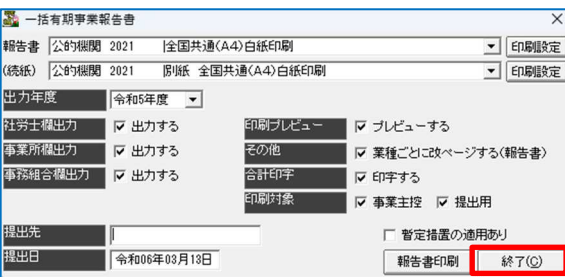 一括有期事業報告書
報告書 公的機関 2021 |全国共通(A4)白紙印刷 印刷設定
(続紙) 公的機関 2021 |別紙 全国共通(A4)白紙印刷 印刷設定
出力年度 令和5年度
社労士欄出力 出力する 印刷プレビュー プレビューする
事業所欄出力 出力する その他 業種ごとに改ページする(報告書)
事務組合欄出力 出力する 合計印字 印字する
印刷対象 事業主控 提出用
提出先 暫定措置の適用あり
提出日 令和06年03月13日 報告書印刷 終了(C)